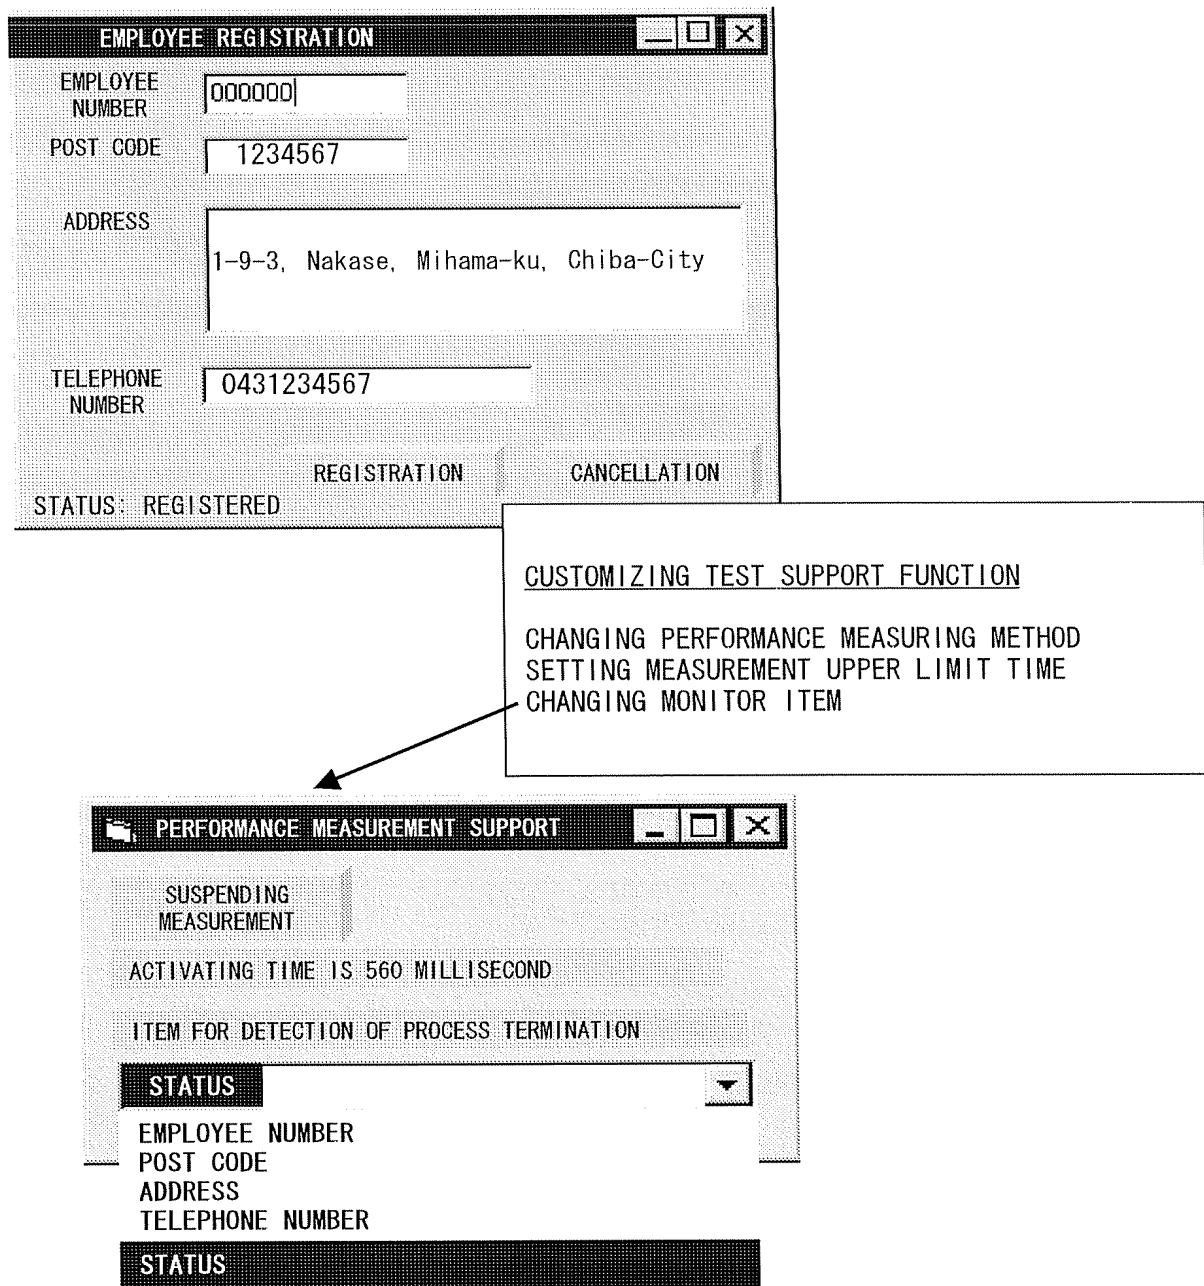 EMPLOYEE REGISTRATION
EMPLOYEE
NUMBER
000000
POST CODE
1234567
ADDRESS
1-9-3, Nakase, Mihama-ku, Chiba-City
TELEPHONE
NUMBER
0431234567
REGISTRATION
CANCELLATION
STATUS: REGISTERED
CUSTOMIZING TEST SUPPORT FUNCTION
CHANGING PERFORMANCE MEASURING METHOD
SETTING MEASUREMENT UPPER LIMIT TIME
CHANGING MONITOR ITEM
PERFORMANCE MEASUREMENT SUPPORT
SUSPENDING
MEASUREMENT
ACTIVATING TIME IS 560 MILLISECOND
ITEM FOR DETECTION OF PROCESS TERMINATION
STATUS
EMPLOYEE NUMBER
POST CODE
ADDRESS
TELEPHONE NUMBER
STATUS